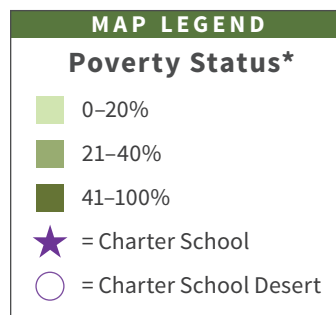 MAP LEGEND
Poverty Status*
0–20%
21–40%
41–100%
= Charter School
= Charter School Desert